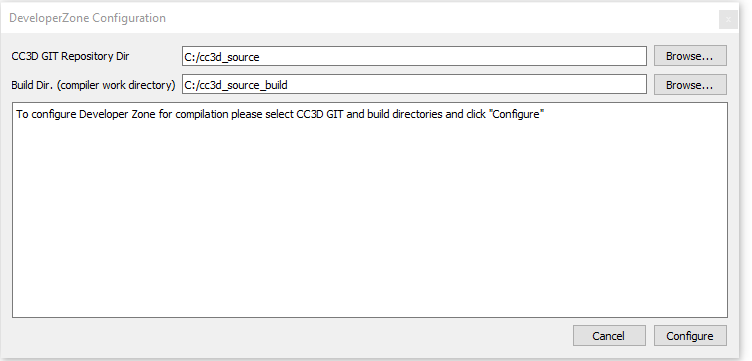 DeveloperZone Configuration
CC3D GIT Repository Dir C:/cc3d_source Browse...
Build Dir. (compiler work directory) C:/cc3d_source_build Browse...
To configure Developer Zone for compilation please select CC3D GIT and build directories and click "Configure"
Cancel Configure